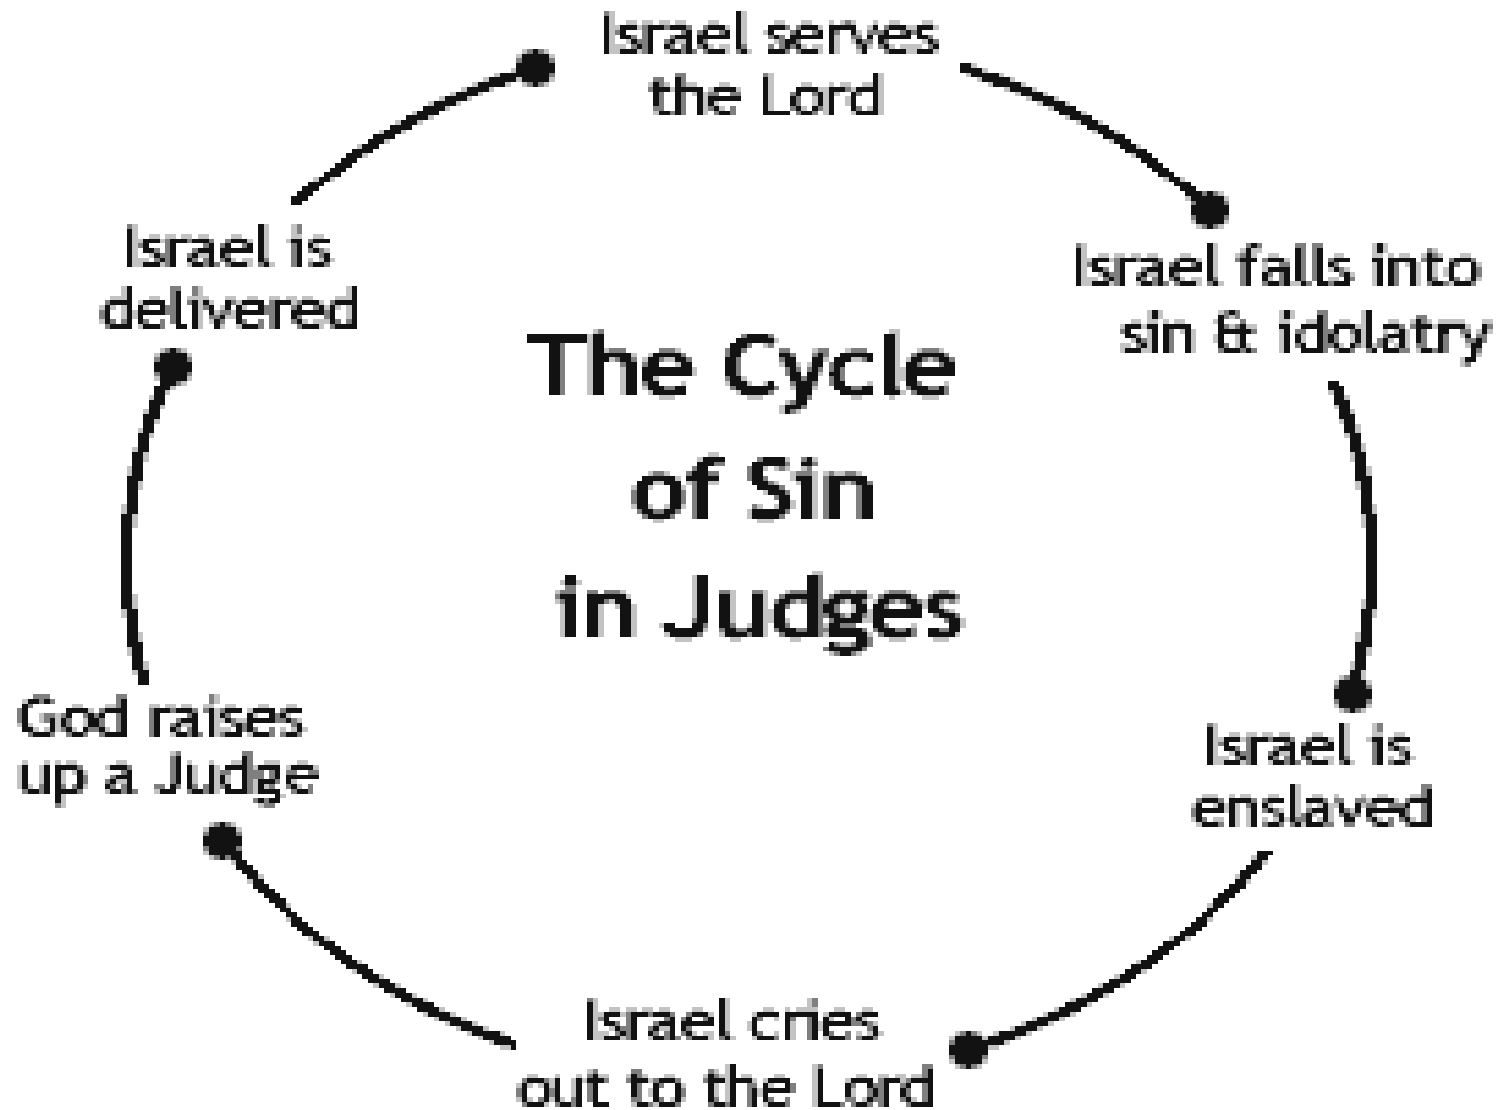 Israel serves
the Lord
Israel falls into
sin & idolatry
Israel is
enslaved
Israel cries
out to the Lord
God raises
up a Judge
Israel is
delivered
The Cycle
of Sin
in Judges